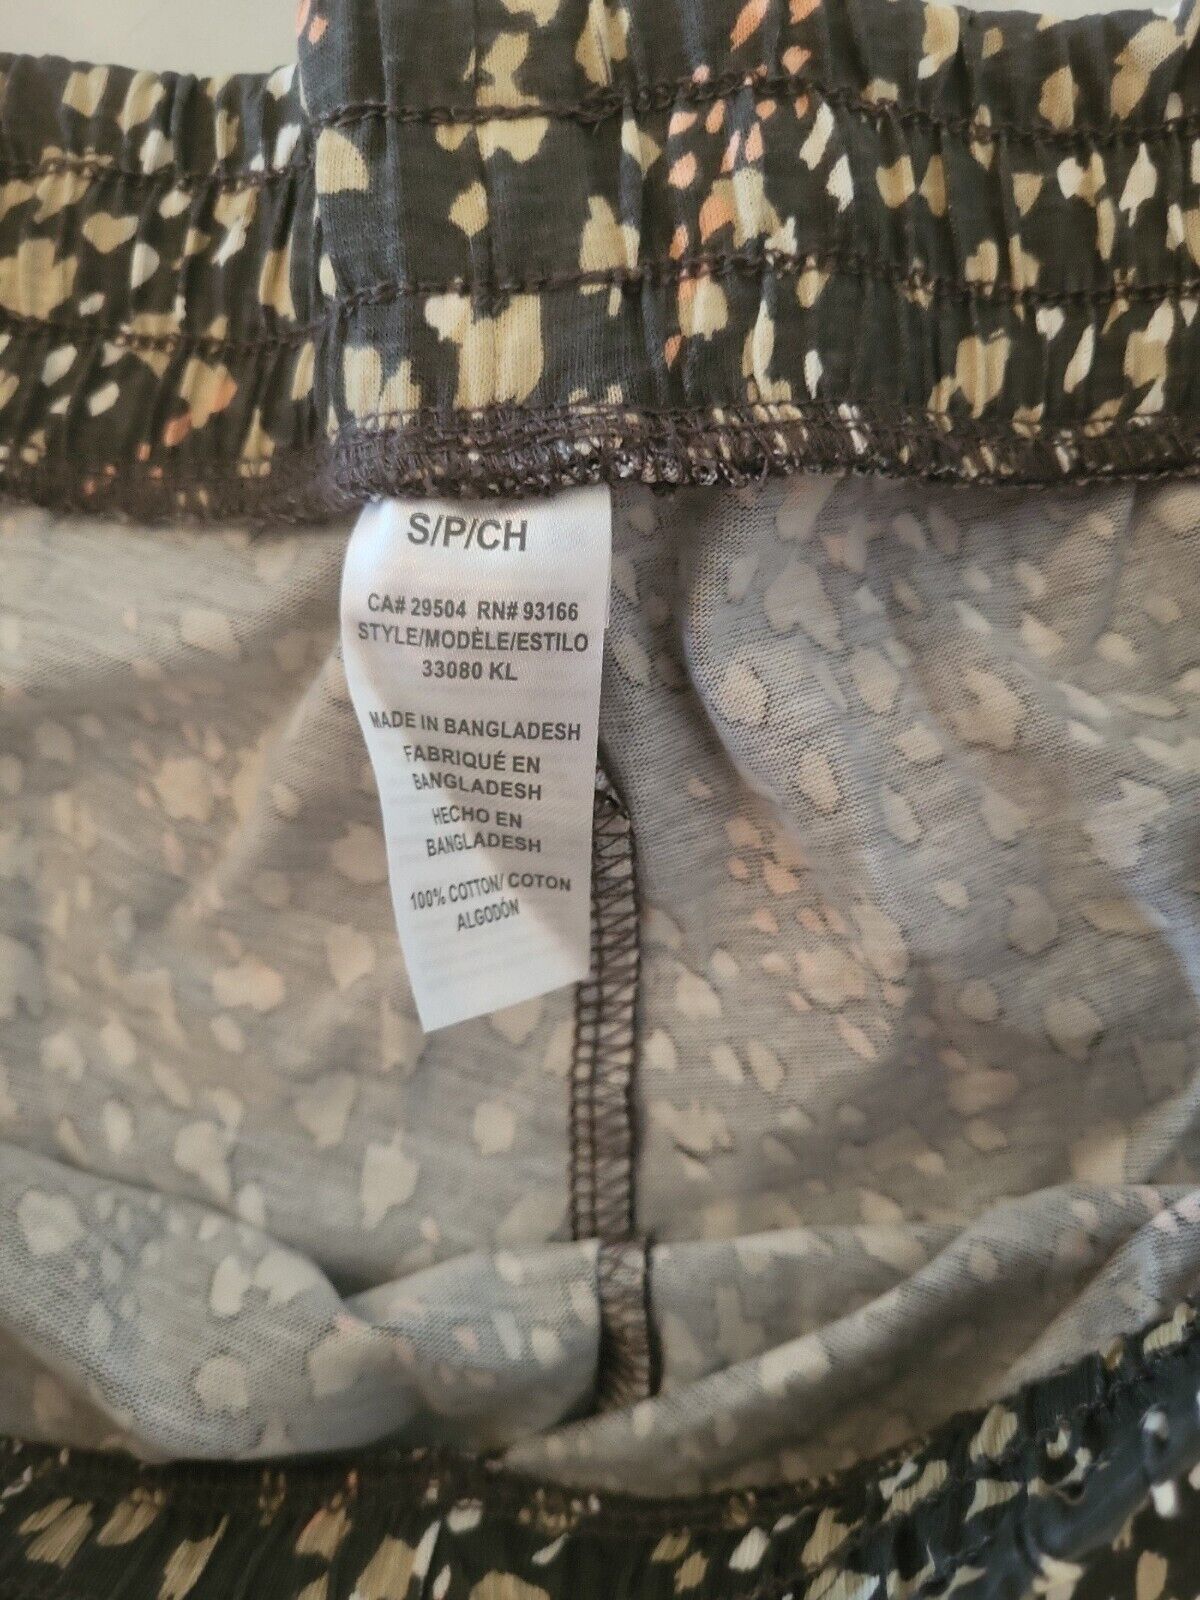 S/P/CH
CA# 29504 RN# 93166
STYLE/MODÈLE/ESTILO
33080 KL
MADE IN BANGLADESH
FABRIQUÉ EN
BANGLADESH
HECHO EN
BANGLADESH
100% COTTON/ COTON
ALGODÓN